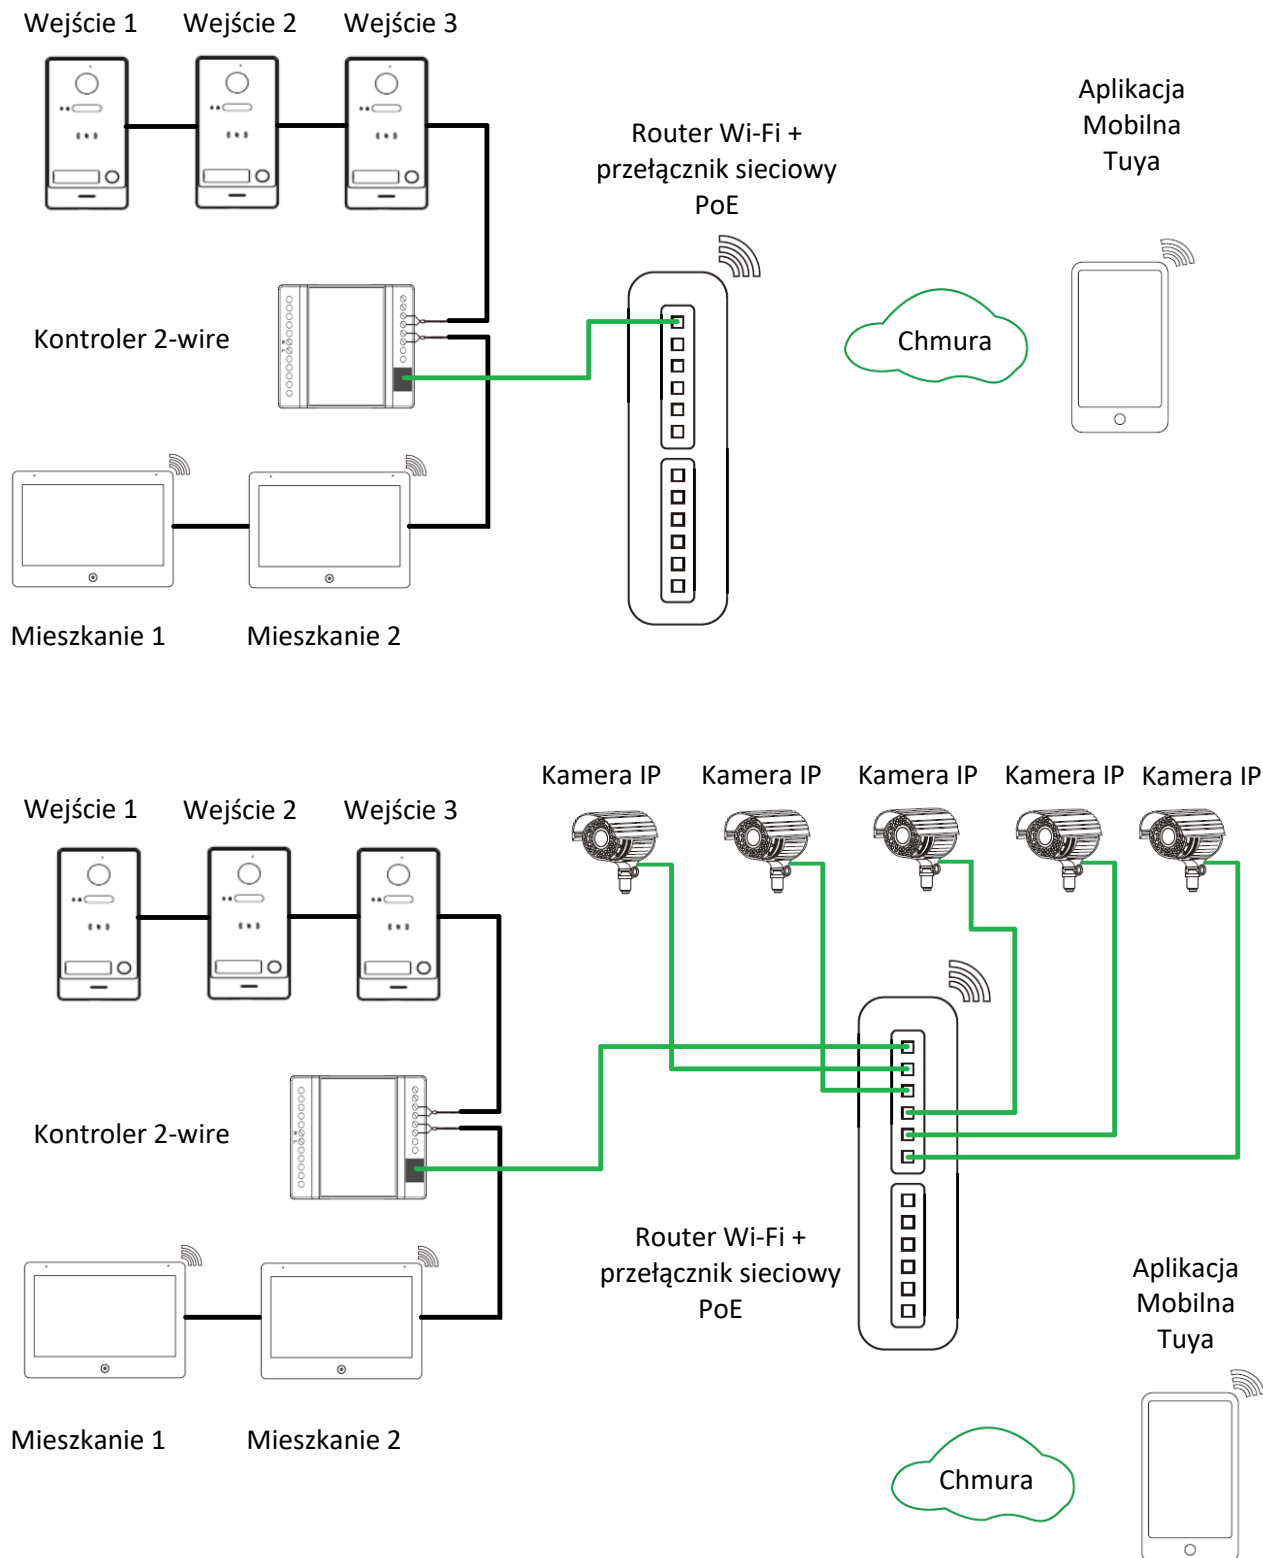 Wejście 1
Wejście 2
Wejście 3
Aplikacja
Mobilna
Tuya
Router Wi-Fi +
przełącznik sieciowy
PoE
Kontroler 2-wire
Chmura
Mieszkanie 1
Mieszkanie 2
Kamera IP
Kamera IP
Kamera IP
Kamera IP
Kamera IP
Wejście 1
Wejście 2
Wejście 3
Kontroler 2-wire
Router Wi-Fi +
przełącznik sieciowy
PoE
Aplikacja
Mobilna
Tuya
Mieszkanie 1
Mieszkanie 2
Chmura